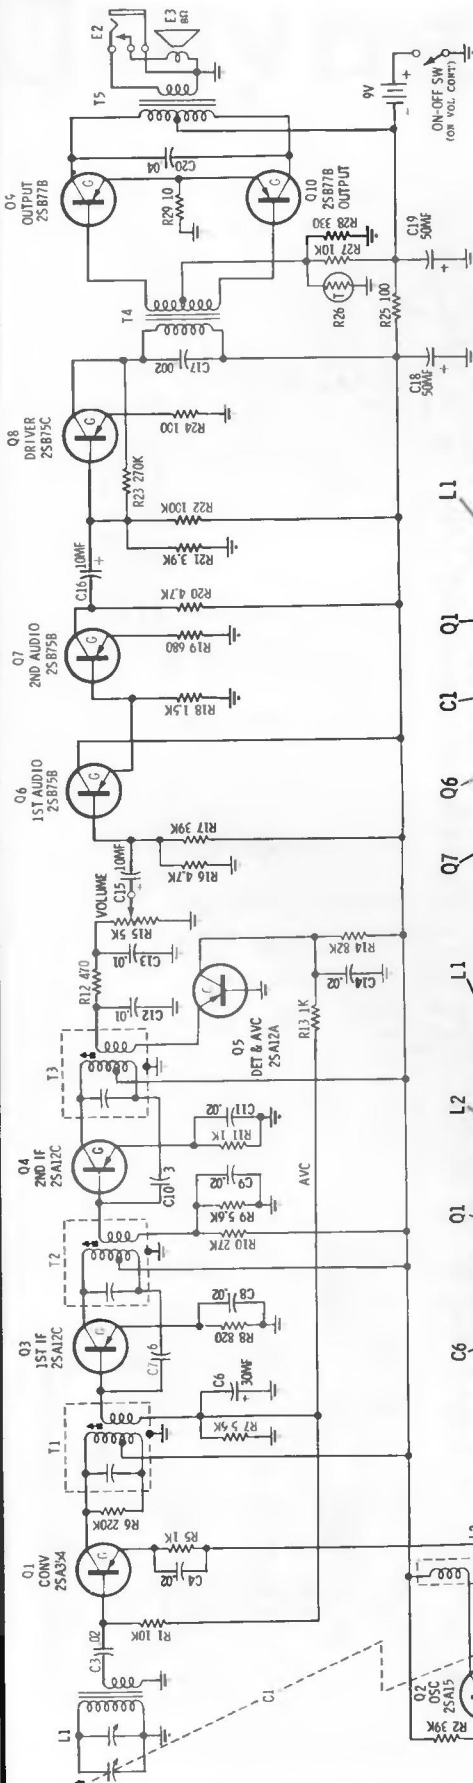 E2
E3
8Ω
T5
Q9
OUTPUT
2SB77B
C20
.04
R29 10
Q10
2SB77B
OUTPUT
9V
+
-
ON-OFF SW
(ON VOL CONT)
T4
R28 330
R27 10K
T
R26
R25 100
C19
50MF
+
C17
.002
C18
50MF
+
Q8
DRIVER
2SB75C
R24 100
R23 270K
R22 100K
R21 3.9K
C16 10MF
+
R20 4.7K
Q7
2ND AUDIO
2SB75B
R19 680
R18 1.5K
Q6
1ST AUDIO
2SB75B
R17 39K
R16 4.7K
VOLUME
C15 10MF
+
R15 5K
R12 470
C13
.01
C12
.01
Q5
DET & AVC
2SA12A
R14 82K
C14
.02
R13 1K
T3
Q4
2ND IF
2SA12C
C11
.02
R11 1K
C10 3
C9
.02
R9 5.6K
R10 27K
AVC
T2
Q3
1ST IF
2SA12C
C8
.02
R8 820
C7 6
C6
30MF
+
R7 5.6K
T1
R6 220K
Q1
CONV
2SA354
R5 1K
C4
.02
C3 .02
R1 10K
L1
C1
Q2
OSC
2SA15
R2 39K
L1
Q1
C1
Q6
Q7
L1
L2
Q1
C6